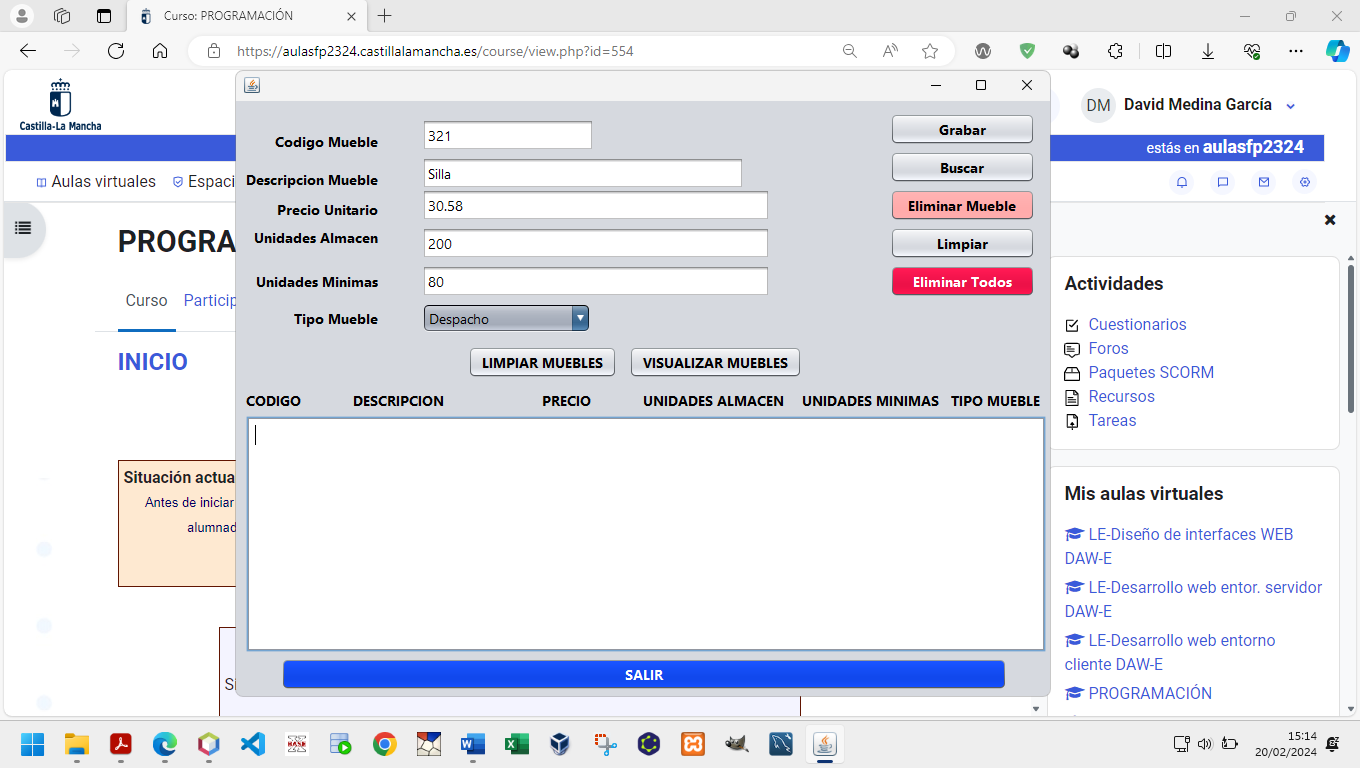 Curso: PROGRAMACIÓN
https://aulasfp2324.castillalamancha.es/course/view.php?id=554
Castilla-La Mancha
DM David Medina García
estás en aulasfp2324
Aulas virtuales Espaci
PROGRA
Curso Particip
INICIO
Situación actua
Antes de iniciar
alumnad
Si
Codigo Mueble 321 Grabar
Descripcion Mueble Silla Buscar
Precio Unitario 30.58 Eliminar Mueble
Unidades Almacen 200 Limpiar
Unidades Minimas 80 Eliminar Todos
Tipo Mueble Despacho
LIMPIAR MUEBLES VISUALIZAR MUEBLES
CODIGO DESCRIPCION PRECIO UNIDADES ALMACEN UNIDADES MINIMAS TIPO MUEBLE
SALIR
Actividades
Cuestionarios
Foros
Paquetes SCORM
Recursos
Tareas
Mis aulas virtuales
LE-Diseño de interfaces WEB
DAW-E
LE-Desarrollo web entor. servidor
DAW-E
LE-Desarrollo web entorno
cliente DAW-E
PROGRAMACIÓN
15:14
20/02/2024